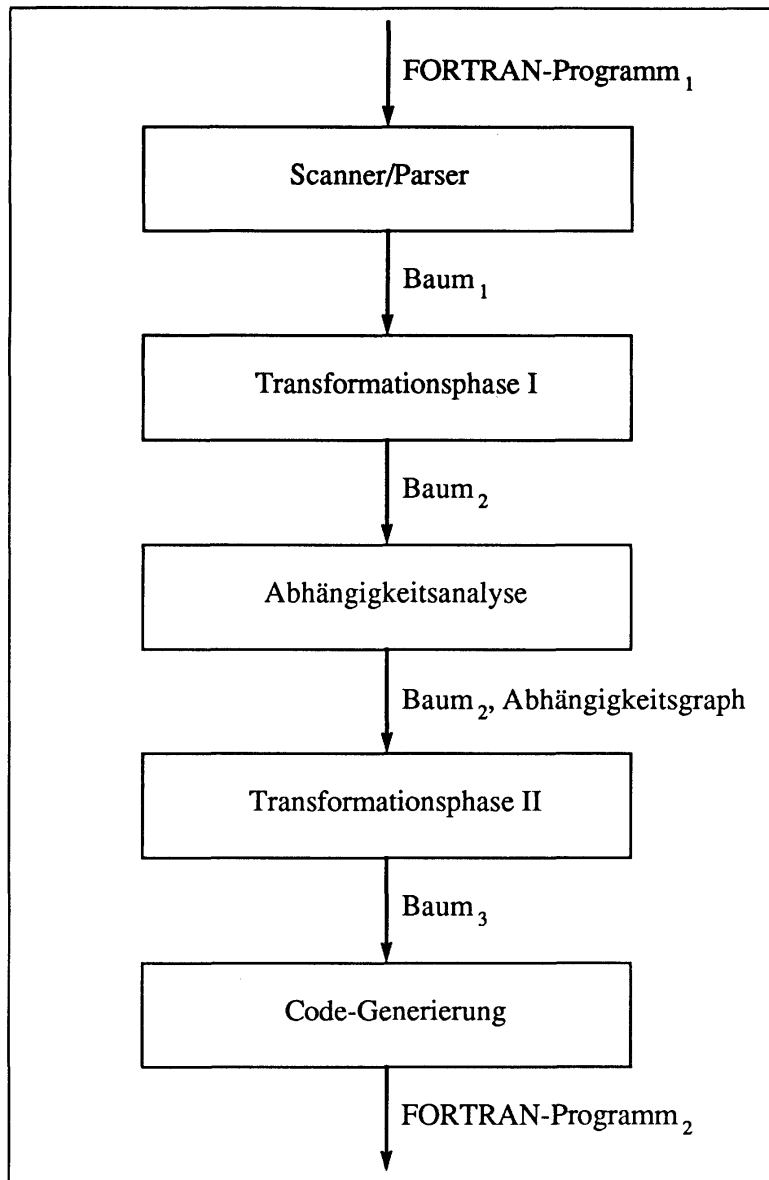 FORTRAN-Programm₁
Scanner/Parser
Baum₁
Transformationsphase I
Baum₂
Abhängigkeitsanalyse
Baum₂, Abhängigkeitsgraph
Transformationsphase II
Baum₃
Code-Generierung
FORTRAN-Programm₂